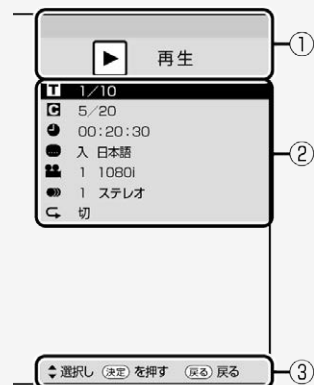 ▶ 再生
①
T 1/10
C 5/20
00:20:30
入 日本語
②
1 1080i
1 ステレオ
切
選択し 決定 を押す 戻る 戻る
③